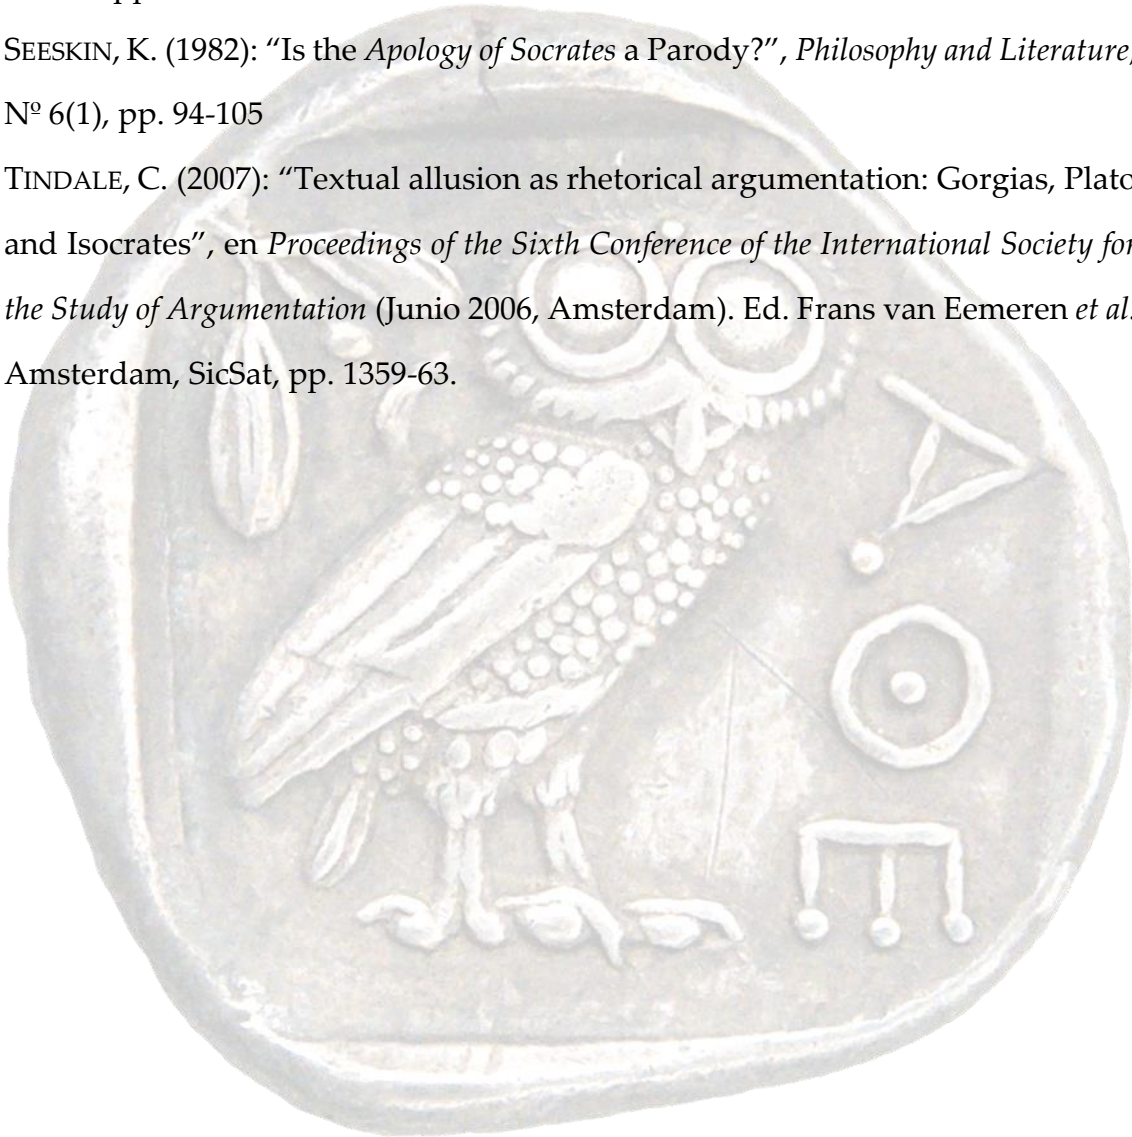 SEESKIN, K. (1982): “Is the Apology of Socrates a Parody?”, Philosophy and Literature,
Nº 6(1), pp. 94-105
TINDALE, C. (2007): “Textual allusion as rhetorical argumentation: Gorgias, Plato
and Isocrates”, en Proceedings of the Sixth Conference of the International Society for
the Study of Argumentation (Junio 2006, Amsterdam). Ed. Frans van Eemeren et al.
Amsterdam, SicSat, pp. 1359-63.
Α
Θ
Ε